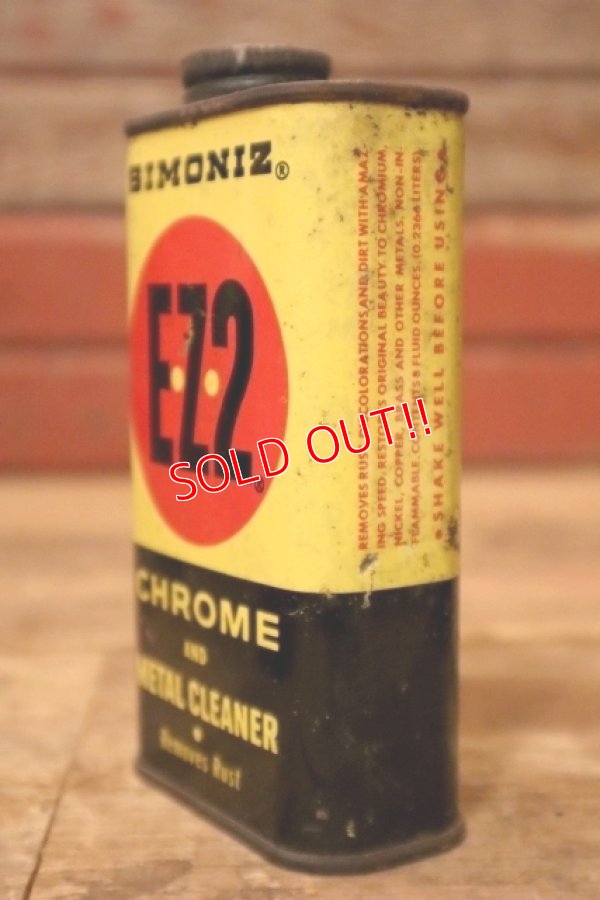 BIMONIZ®
E·Z·2
CHROME
AND
METAL CLEANER
•
Removes Rust
REMOVES RUST, DISCOLORATIONS AND DIRT WITH AMAZ-
ING SPEED. RESTORES ORIGINAL BEAUTY TO CHROMIUM,
NICKEL, COPPER, BRASS AND OTHER METALS. NON-IN-
FLAMMABLE. CONTENTS 8 FLUID OUNCES. (0.2366 LITERS)
• SHAKE WELL BEFORE USING •
SOLD OUT!!